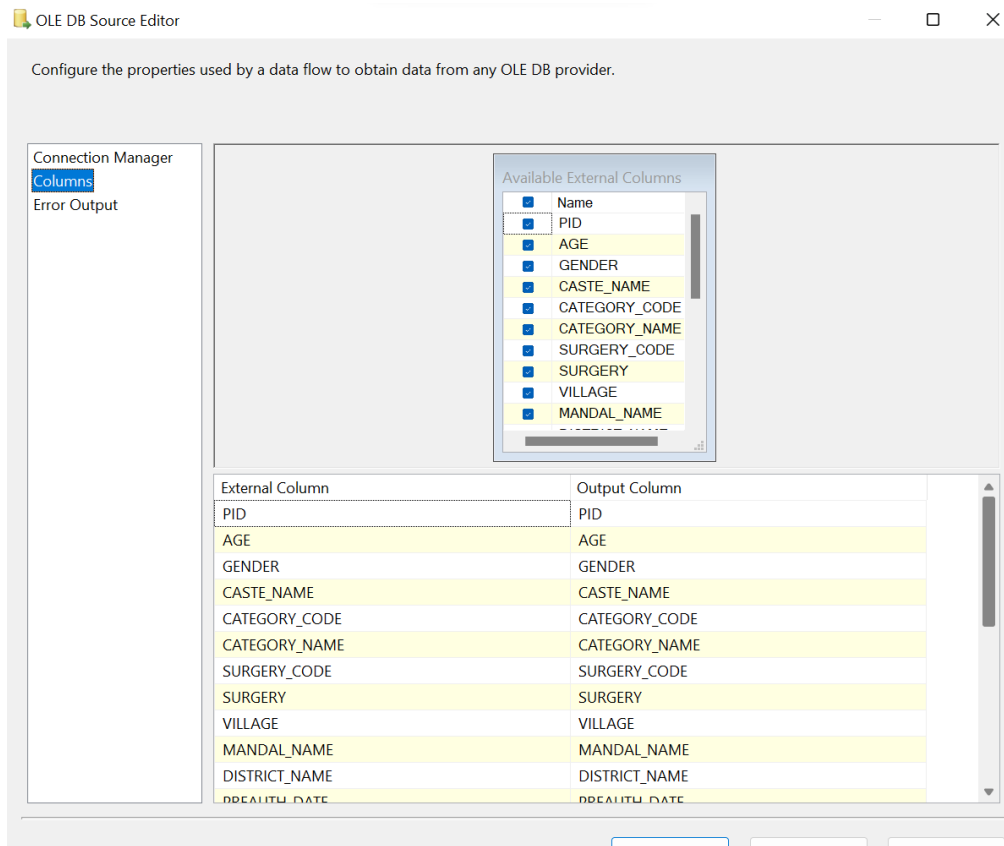 OLE DB Source Editor
Configure the properties used by a data flow to obtain data from any OLE DB provider.
Connection Manager
Columns
Error Output
Available External Columns
Name
PID
AGE
GENDER
CASTE_NAME
CATEGORY_CODE
CATEGORY_NAME
SURGERY_CODE
SURGERY
VILLAGE
MANDAL_NAME
DISTRICT_NAME
External Column Output Column
PID PID
AGE AGE
GENDER GENDER
CASTE_NAME CASTE_NAME
CATEGORY_CODE CATEGORY_CODE
CATEGORY_NAME CATEGORY_NAME
SURGERY_CODE SURGERY_CODE
SURGERY SURGERY
VILLAGE VILLAGE
MANDAL_NAME MANDAL_NAME
DISTRICT_NAME DISTRICT_NAME
PREAUTH_DATE PREAUTH_DATE